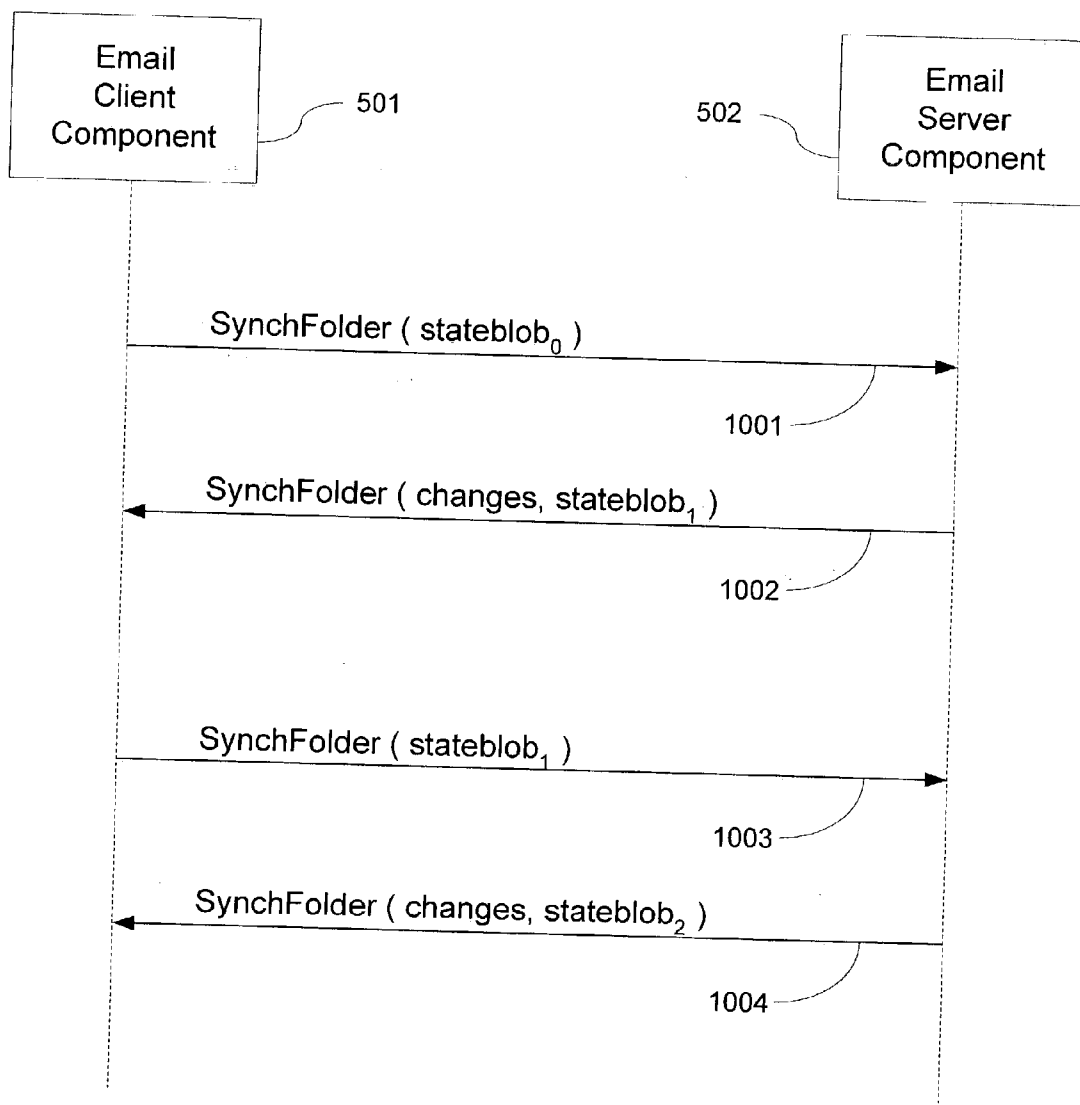 Email
Client
Component
501
502
Email
Server
Component
SynchFolder ( stateblob₀ )
1001
SynchFolder ( changes, stateblob₁ )
1002
SynchFolder ( stateblob₁ )
1003
SynchFolder ( changes, stateblob₂ )
1004